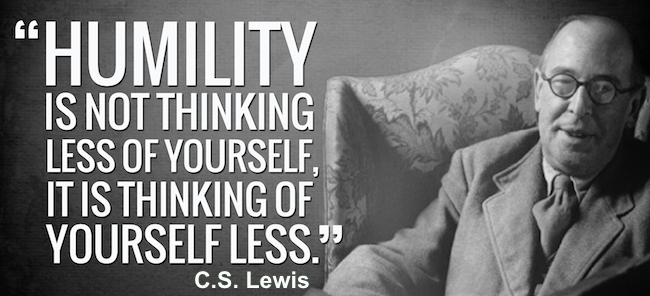 “HUMILITY
IS NOT THINKING
LESS OF YOURSELF,
IT IS THINKING OF
YOURSELF LESS.”
C.S. Lewis